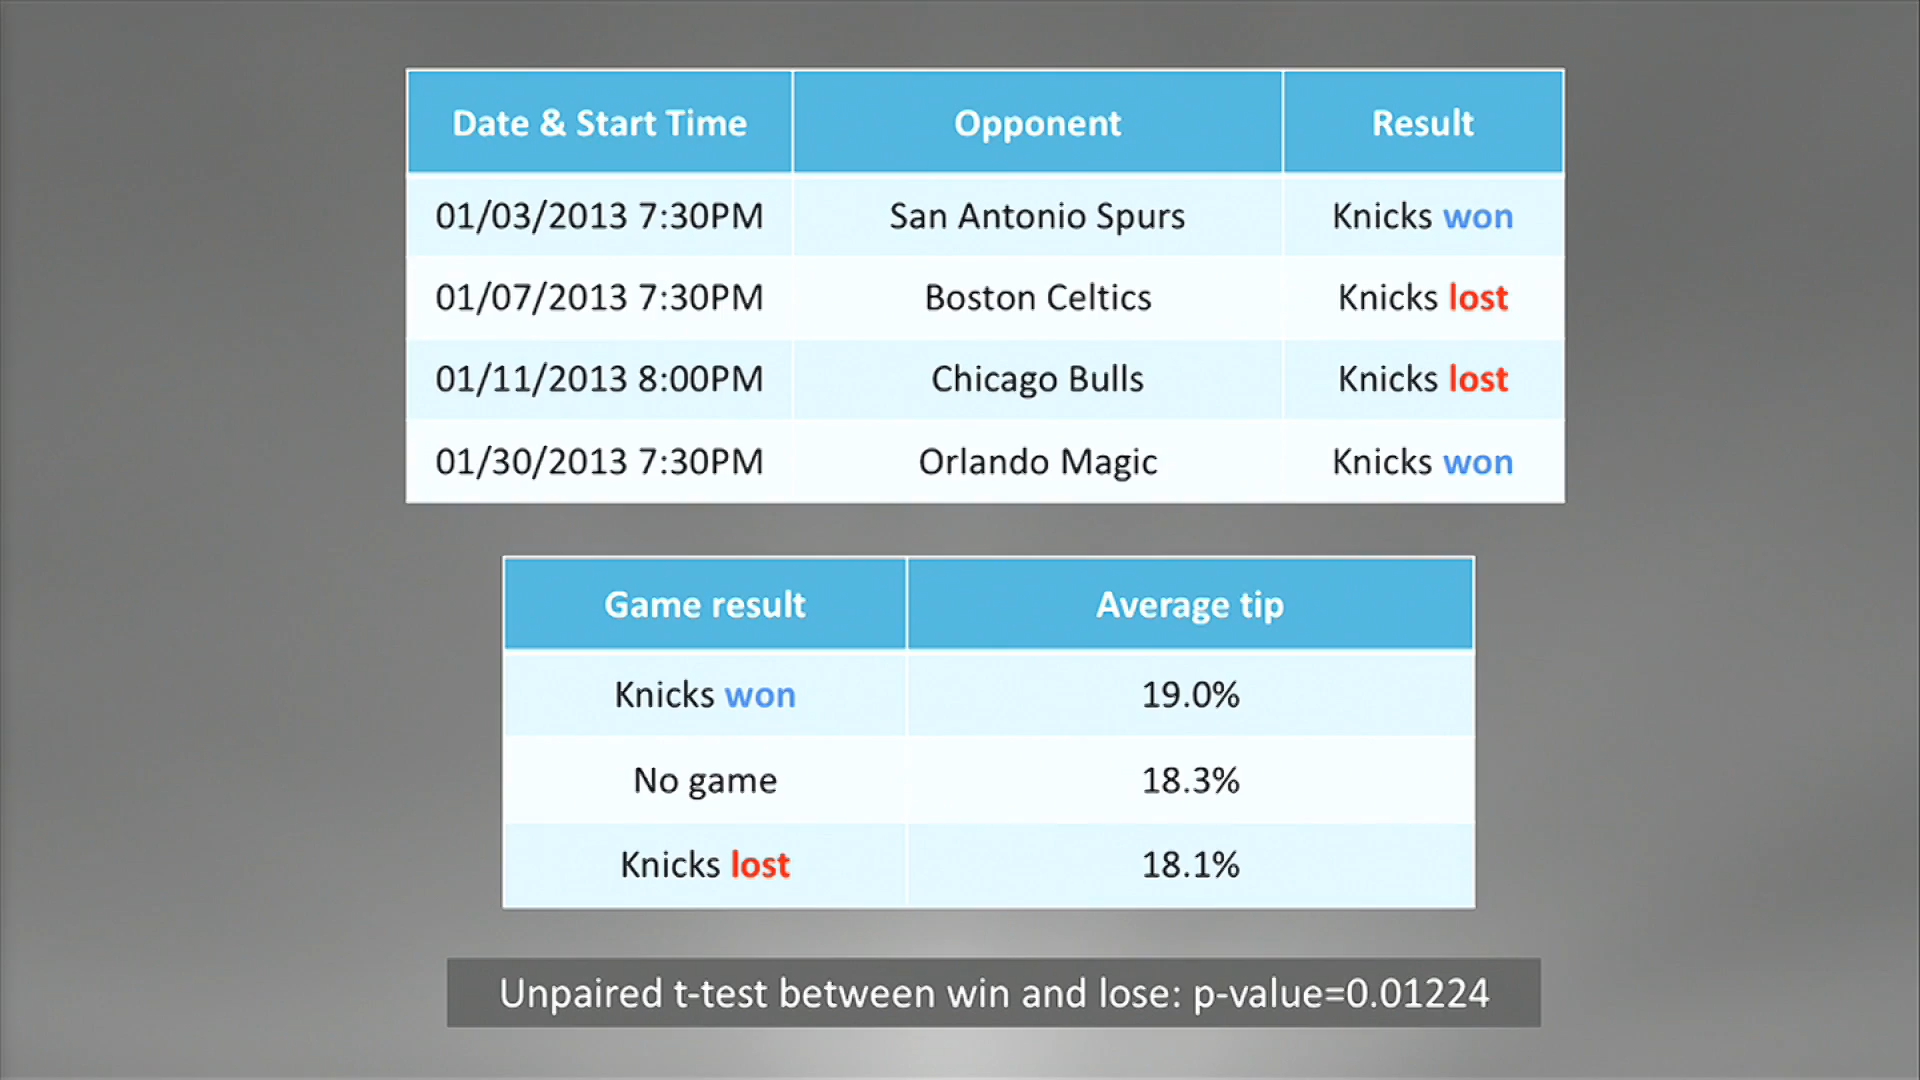 Date & Start Time Opponent Result
01/03/2013 7:30PM San Antonio Spurs Knicks won
01/07/2013 7:30PM Boston Celtics Knicks lost
01/11/2013 8:00PM Chicago Bulls Knicks lost
01/30/2013 7:30PM Orlando Magic Knicks won
Game result Average tip
Knicks won 19.0%
No game 18.3%
Knicks lost 18.1%
Unpaired t-test between win and lose: p-value=0.01224